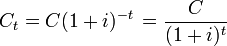 C_t = C(1 + i)^{-t} = \frac{C}{(1+i)^t}